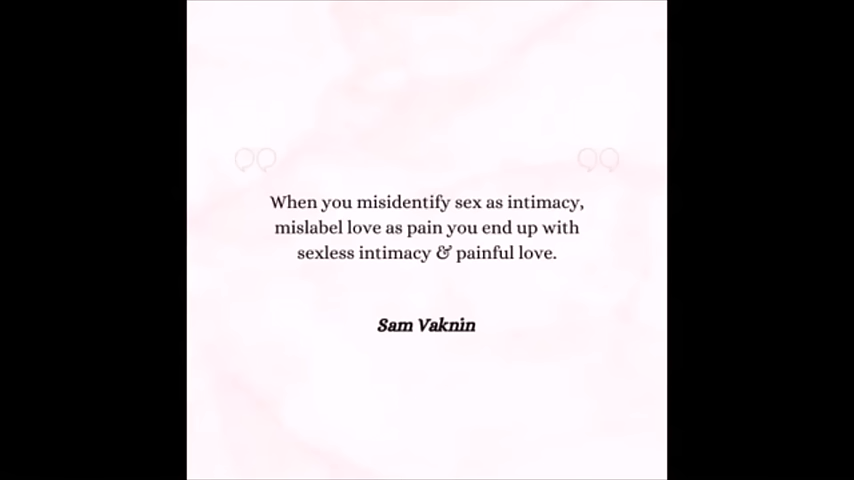 When you misidentify sex as intimacy,
mislabel love as pain you end up with
sexless intimacy & painful love.
Sam Vaknin